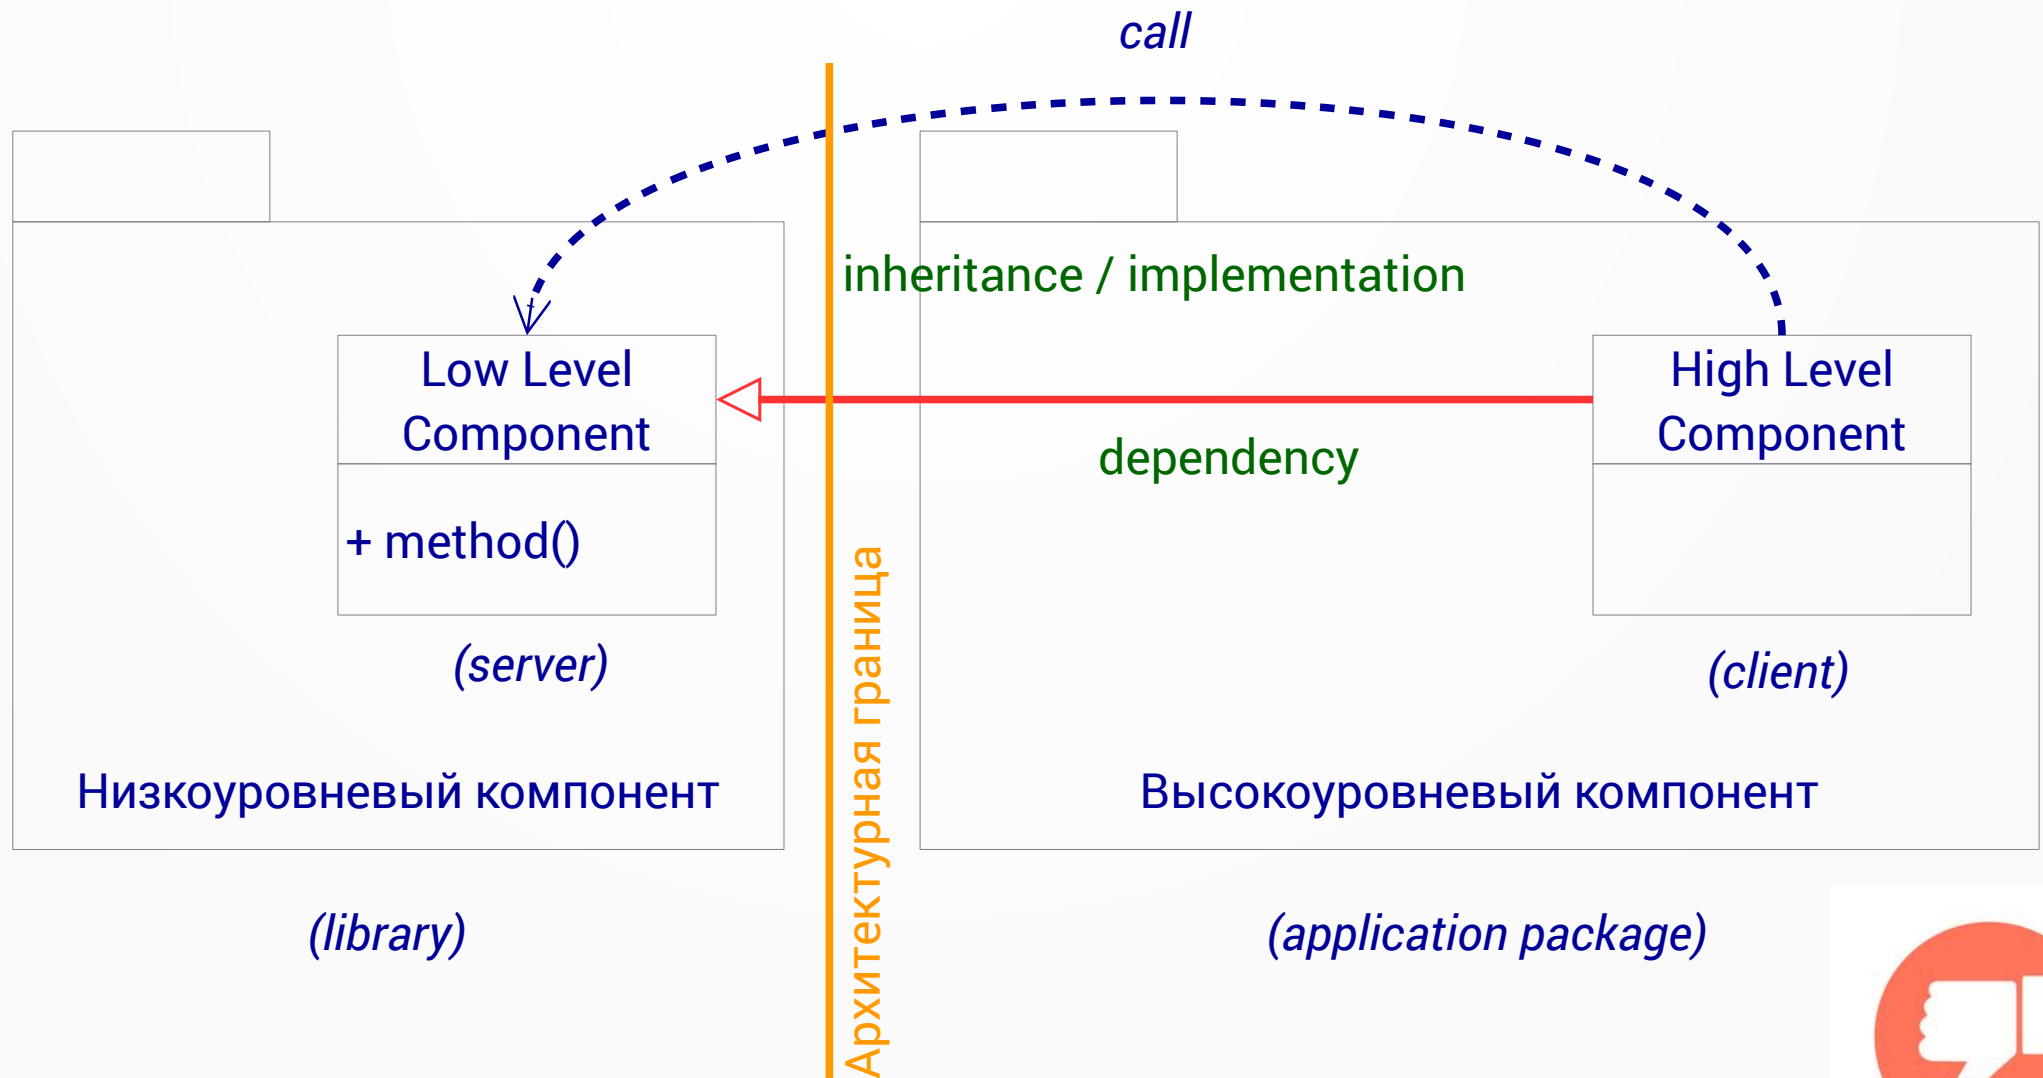 call
inheritance / implementation
Low Level
Component
High Level
Component
dependency
+ method()
(server)
(client)
Архитектурная граница
Низкоуровневый компонент
Высокоуровневый компонент
(library)
(application package)